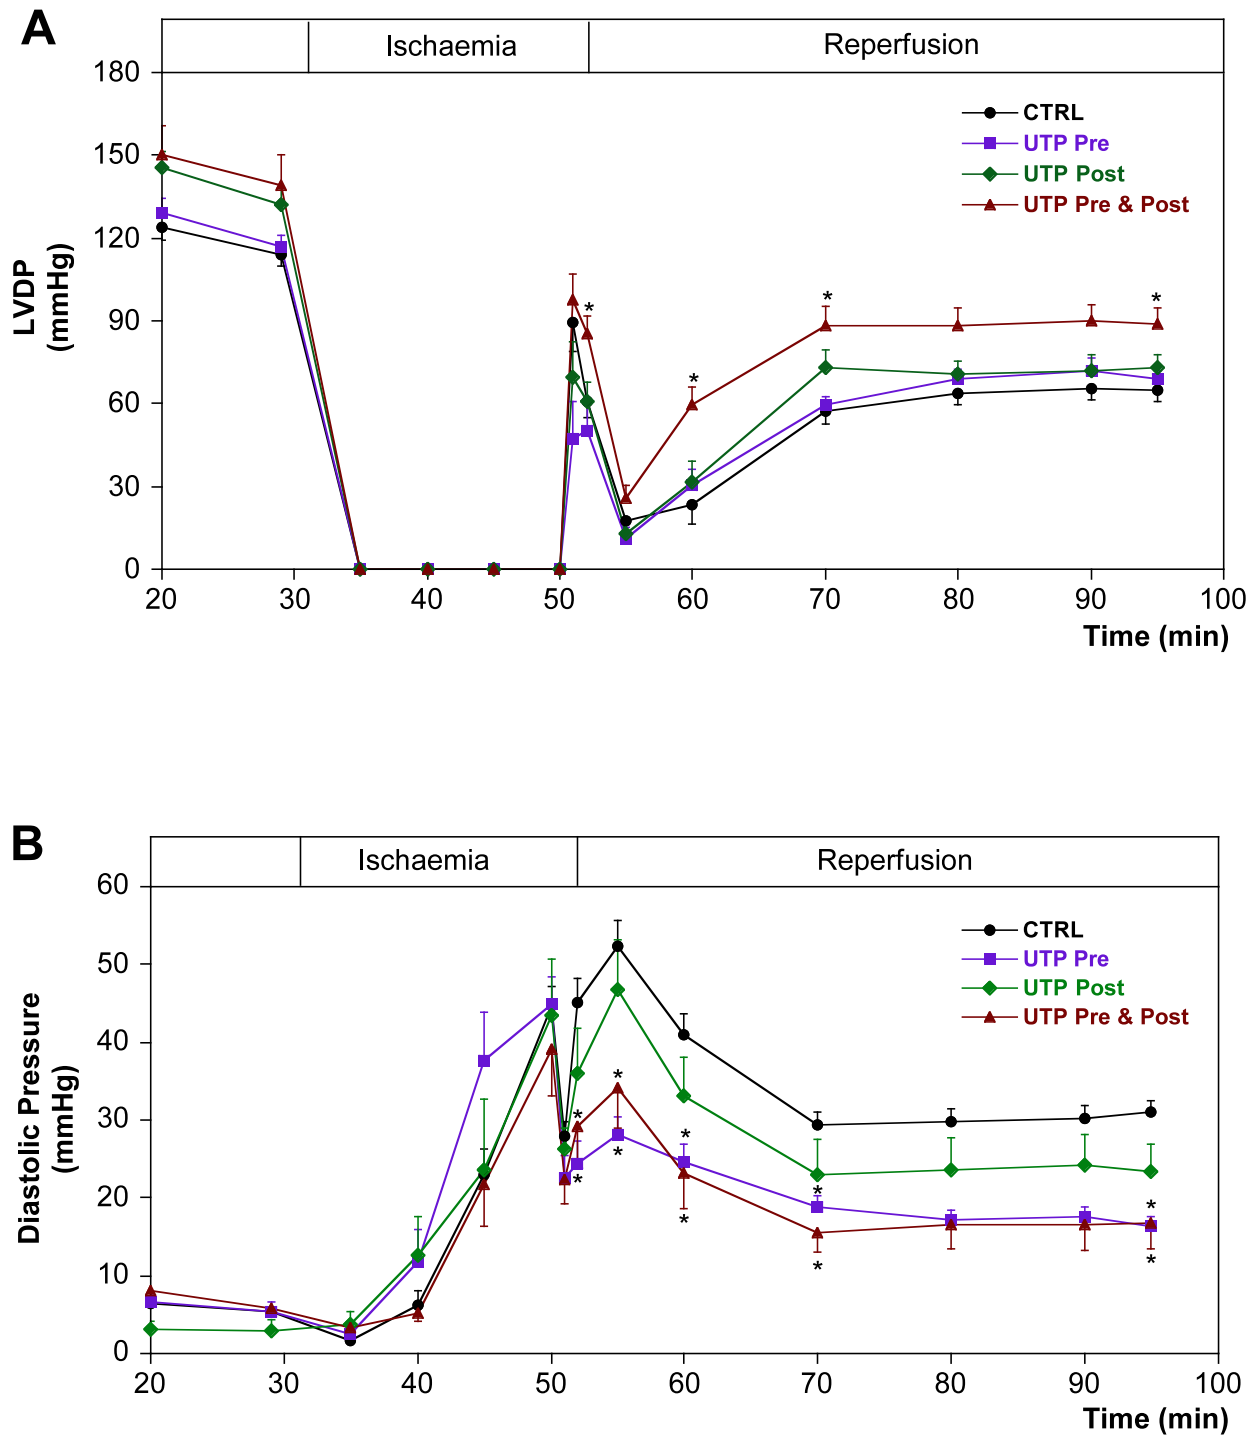 A
Ischaemia
Reperfusion
180
150
120
90
60
30
0
LVDP
(mmHg)
CTRL
UTP Pre
UTP Post
UTP Pre & Post
*
*
*
*
20 30 40 50 60 70 80 90 100
Time (min)
B
Ischaemia
Reperfusion
60
50
40
30
20
10
0
Diastolic Presssure
(mmHg)
CTRL
UTP Pre
UTP Post
UTP Pre & Post
*
*
*
*
*
*
*
*
*
*
20 30 40 50 60 70 80 90 100
Time (min)